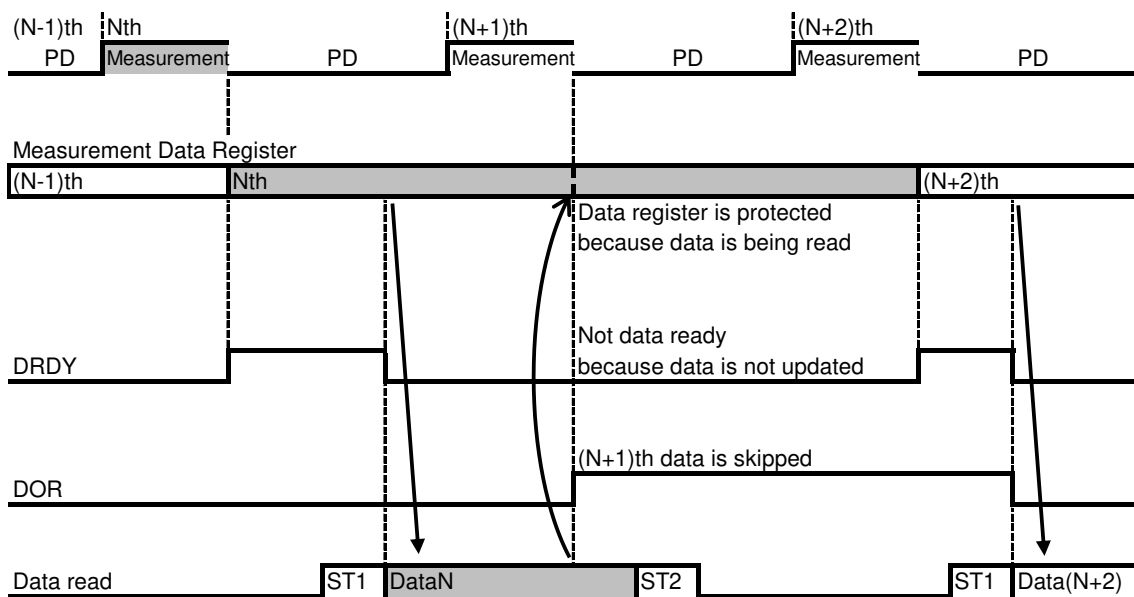 (N-1)th Nth (N+1)th (N+2)th
PD Measurement PD Measurement PD Measurement PD
Measurement Data Register
(N-1)th Nth (N+2)th
Data register is protected
because data is being read
Not data ready
DRDY because data is not updated
(N+1)th data is skipped
DOR
Data read ST1 DataN ST2 ST1 Data(N+2)